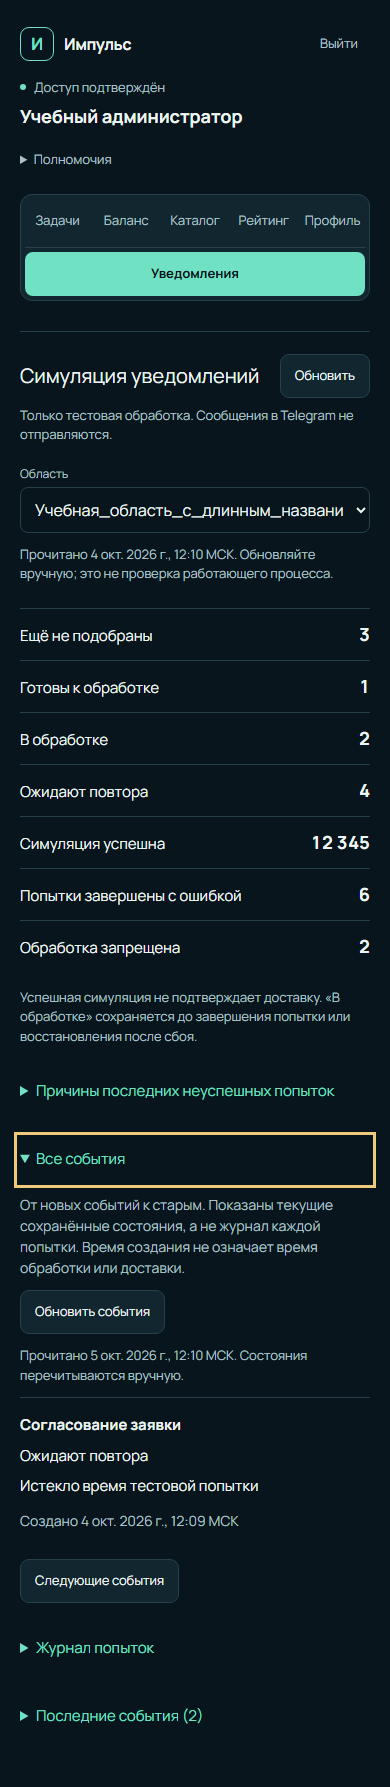 И Импульс Выйти
Доступ подтверждён
Учебный администратор
Полномочия
Задачи Баланс Каталог Рейтинг Профиль
Уведомления
Симуляция уведомлений Обновить
Только тестовая обработка. Сообщения в Telegram не
отправляются.
Область
Учебная_область_с_длинным_названи
Прочитано 4 окт. 2026 г., 12:10 МСК. Обновляйте
вручную; это не проверка работающего процесса.
Ещё не подобраны 3
Готовы к обработке 1
В обработке 2
Ожидают повтора 4
Симуляция успешна 12 345
Попытки завершены с ошибкой 6
Обработка запрещена 2
Успешная симуляция не подтверждает доставку. «В
обработке» сохраняется до завершения попытки или
восстановления после сбоя.
Причины последних неуспешных попыток
Все события
От новых событий к старым. Показаны текущие
сохранённые состояния, а не журнал каждой
попытки. Время создания не означает время
обработки или доставки.
Обновить события
Прочитано 5 окт. 2026 г., 12:10 МСК. Состояния
перечитываются вручную.
Согласование заявки
Ожидают повтора
Истекло время тестовой попытки
Создано 4 окт. 2026 г., 12:09 МСК
Следующие события
Журнал попыток
Последние события (2)